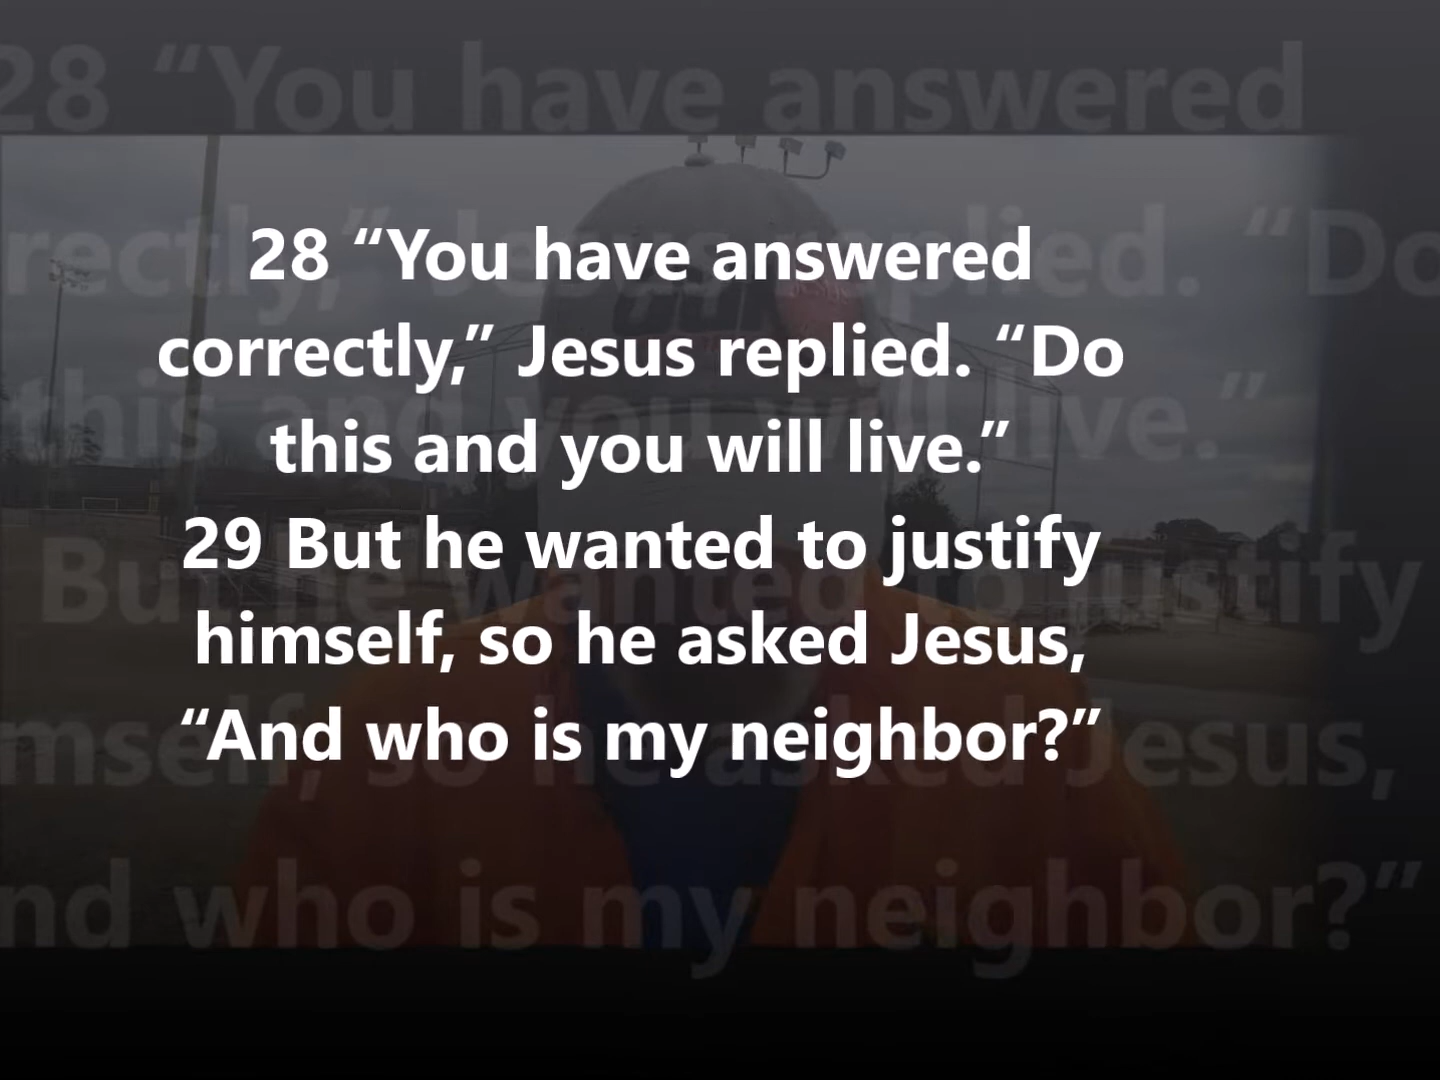 28 “You have answered
correctly,” Jesus replied. “Do
this and you will live.”
29 But he wanted to justify
himself, so he asked Jesus,
“And who is my neighbor?”